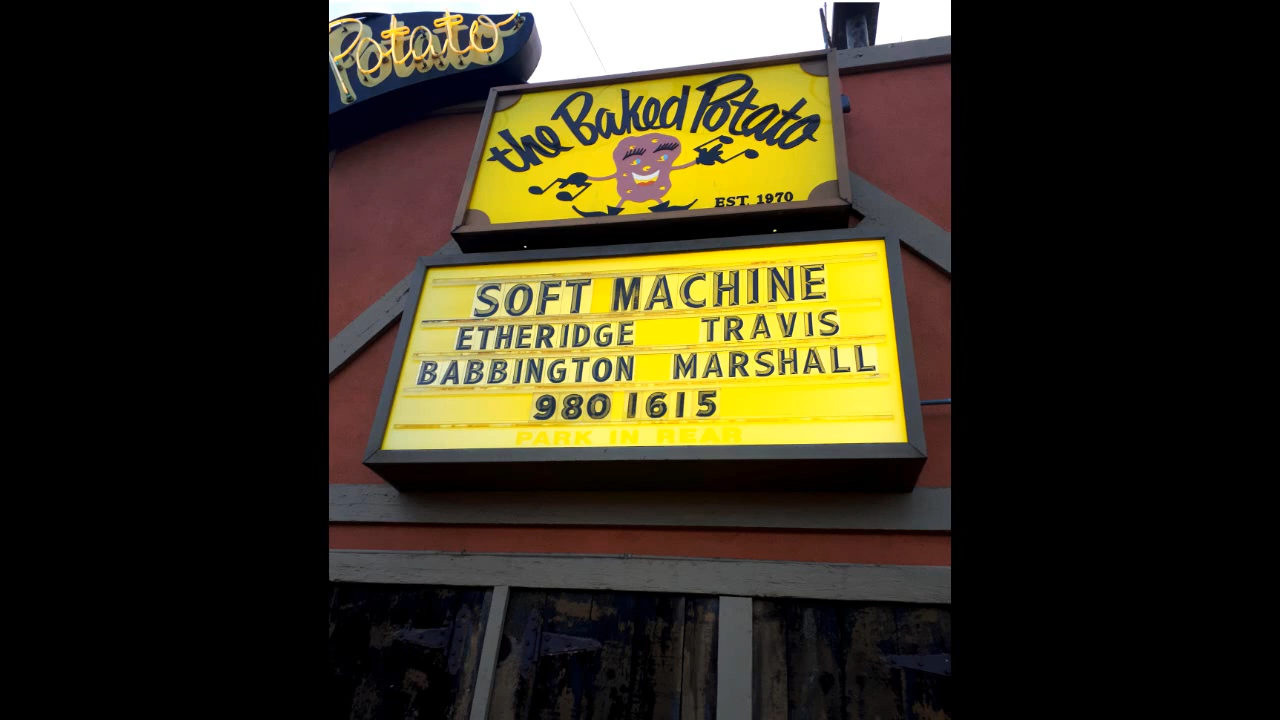 Potato
the Baked Potato
EST. 1970
SOFT MACHINE
ETHERIDGE TRAVIS
BABBINGTON MARSHALL
980 1615
PARK IN REAR